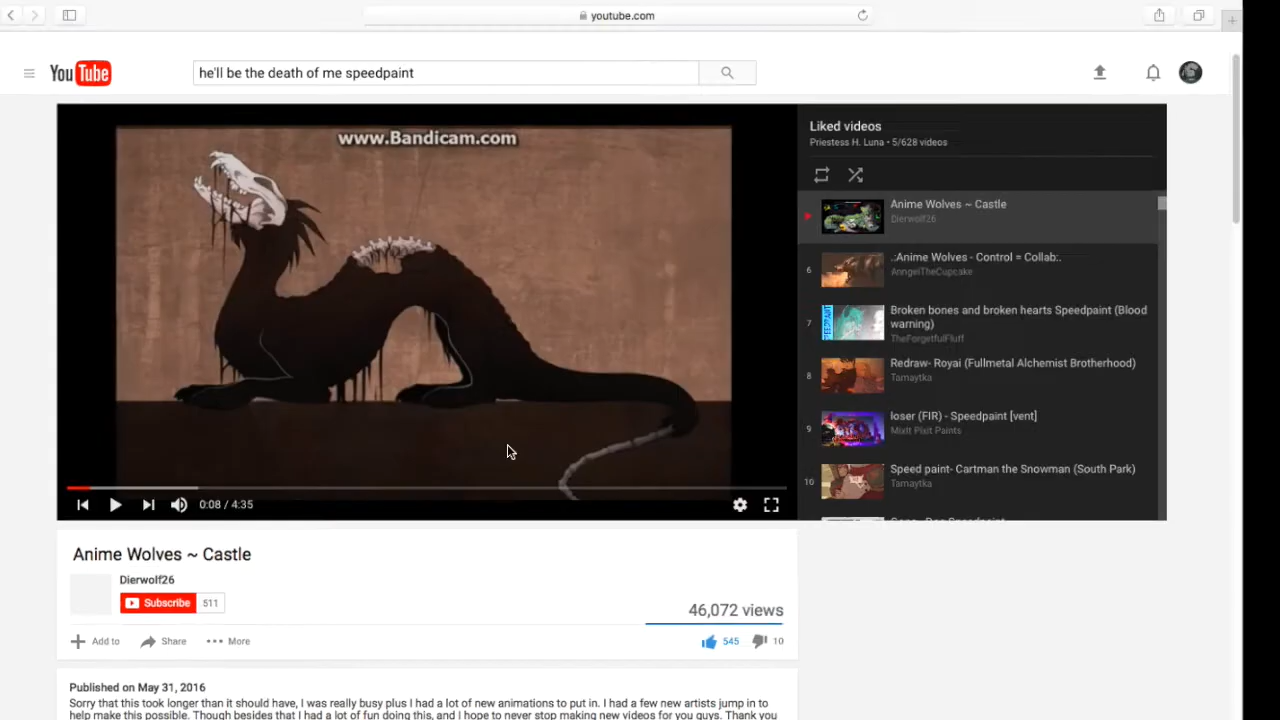 youtube.com
YouTube
he'll be the death of me speedpaint
www.Bandicam.com
0:08 / 4:35
Liked videos
Priestess H. Luna • 5/628 videos
Anime Wolves ~ Castle
Dierwolf26
6
.:Anime Wolves - Control = Collab:.
AnngelTheCupcake
7
Broken bones and broken hearts Speedpaint (Blood
warning)
TheForgetfulFluff
8
Redraw- Royai (Fullmetal Alchemist Brotherhood)
Tamaytka
9
loser (FIR) - Speedpaint [vent]
MixIt Pixit Paints
10
Speed paint- Cartman the Snowman (South Park)
Tamaytka
Anime Wolves ~ Castle
Dierwolf26
Subscribe 511
46,072 views
Add to Share More
545 10
Published on May 31, 2016
Sorry that this took longer than it should have, I was really busy plus I had a lot of new animations to put in. I had a few new artists jump in to
help make this possible. Though besides that I had a lot of fun doing this, and i hope to never stop making new videos for you guys. Thank you